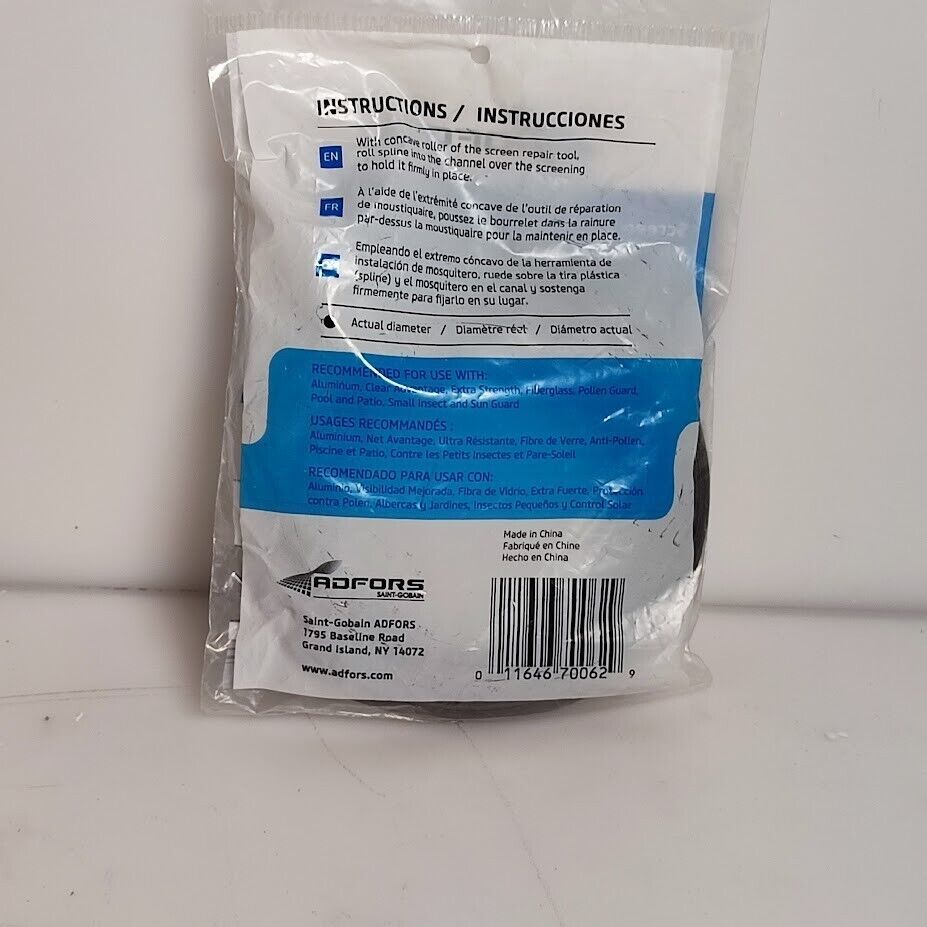 INSTRUCTIONS / INSTRUCCIONES
EN
With concave roller of the screen repair tool,
roll spline into the channel over the screening
to hold it firmly in place.
FR
À l'aide de l'extrémité concave de l'outil de réparation
de moustiquaire, poussez le bourrelet dans la rainure
par-dessus la moustiquaire pour la maintenir en place.
Empleando el extremo cóncavo de la herramienta de
instalación de mosquitero, ruede sobre la tira plástica
(spline) y el mosquitero en el canal y sostenga
firmemente para fijarlo en su lugar.
Actual diameter / Diamètre réel / Diámetro actual
RECOMMENDED FOR USE WITH:
Aluminum, Clear Advantage, Extra Strength, Fiberglass, Pollen Guard,
Pool and Patio, Small Insect and Sun Guard
USAGES RECOMMANDÉS :
Aluminium, Net Avantage, Ultra Résistante, Fibre de Verre, Anti-Pollen,
Piscine et Patio, Contre les Petits Insectes et Pare-Soleil
RECOMENDADO PARA USAR CON:
Aluminio, Visibilidad Mejorada, Fibra de Vidrio, Extra Fuerte, Protección
contra Polen, Albercas y Jardines, Insectos Pequeños y Control Solar
Made in China
Fabriqué en Chine
Hecho en China
ADFORS
SAINT-GOBAIN
Saint-Gobain ADFORS
1795 Baseline Road
Grand Island, NY 14072
www.adfors.com
0 11646 70062 9